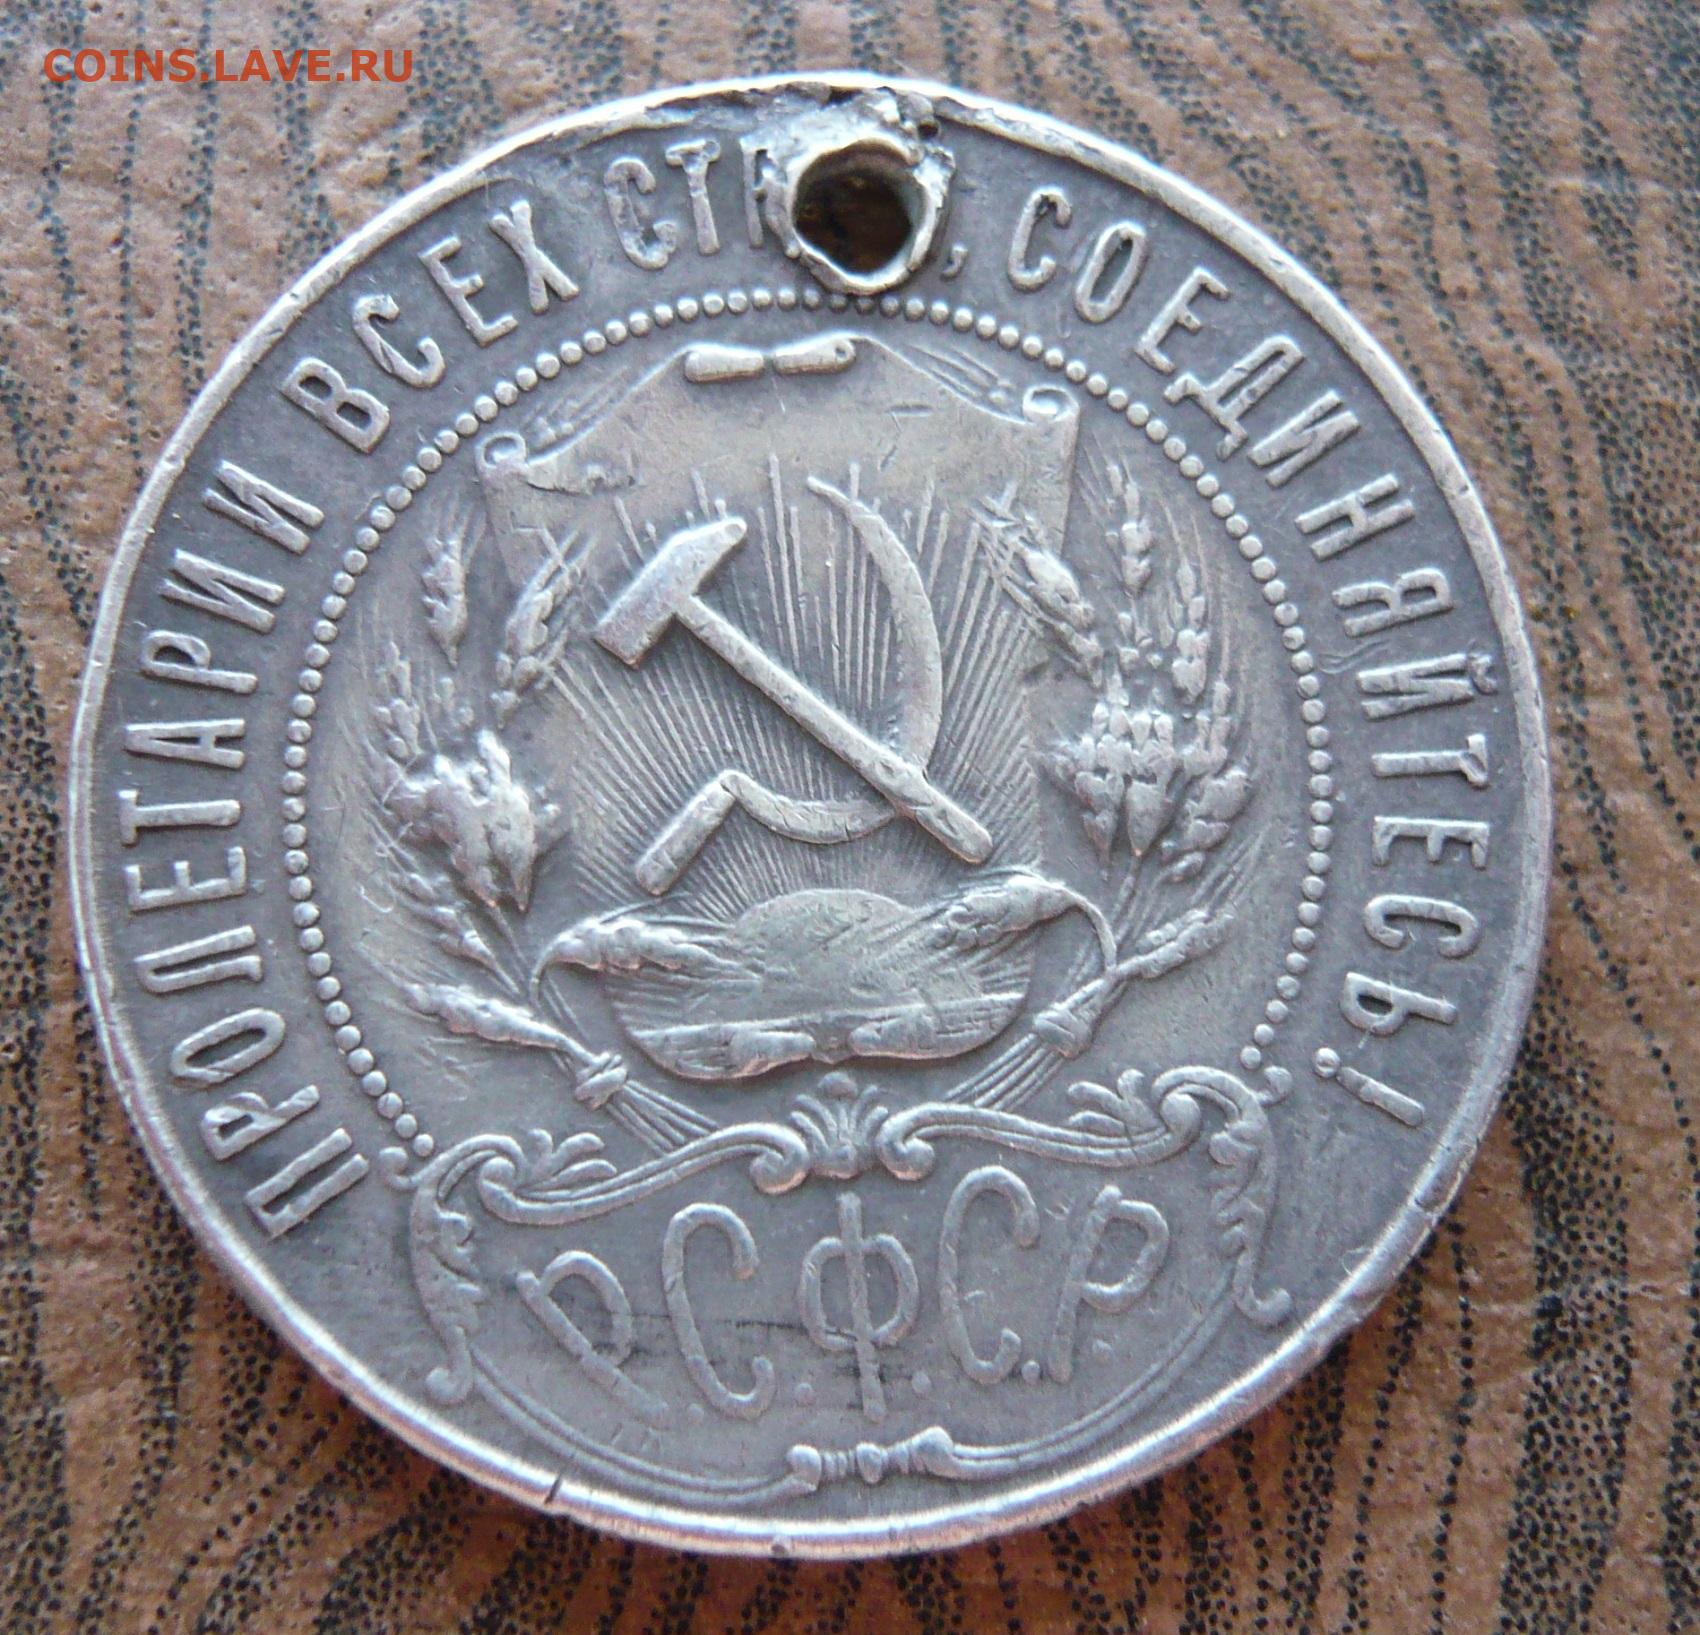 COINS.LAVE.RU
ПРОЛЕТАРИИ ВСЕХ СТР , СОЕДИНЯЙТЕСЬ!
Р.С.Ф.С.Р.